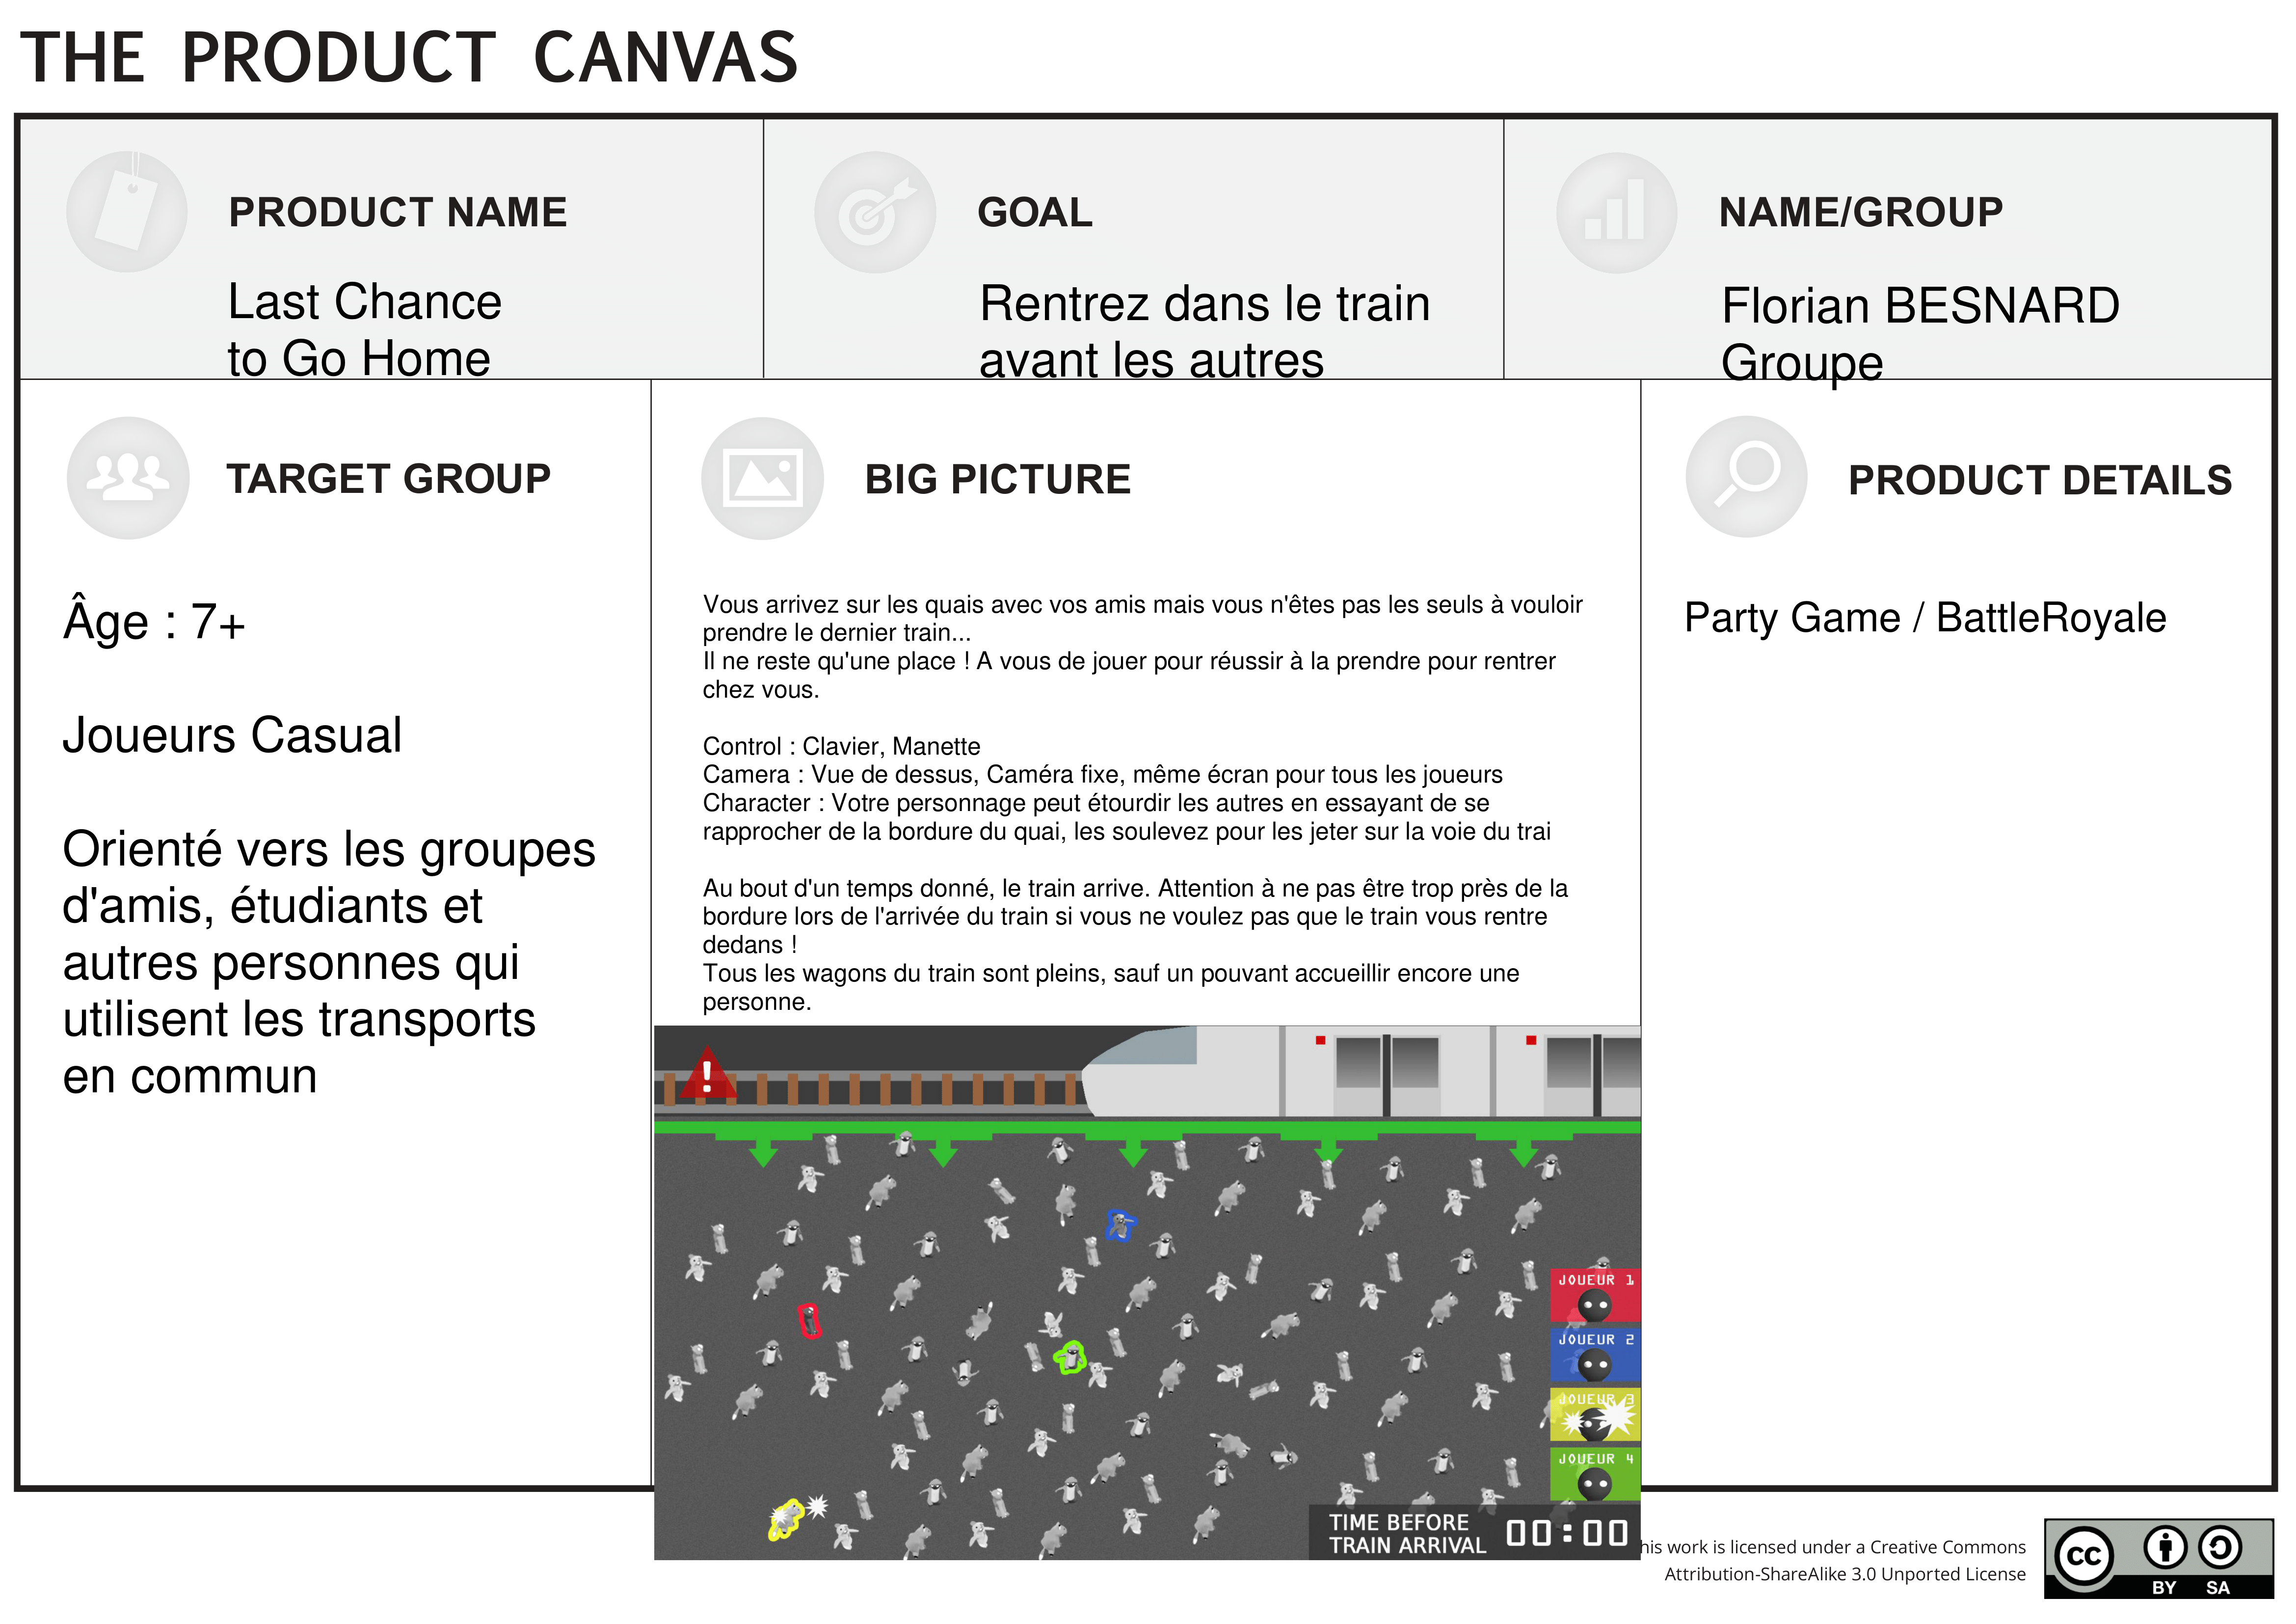 THE PRODUCT CANVAS
PRODUCT NAME
Last Chance
to Go Home
GOAL
Rentrez dans le train
avant les autres
NAME/GROUP
Florian BESNARD
Groupe
TARGET GROUP
Âge : 7+
Joueurs Casual
Orienté vers les groupes
d'amis, étudiants et
autres personnes qui
utilisent les transports
en commun
BIG PICTURE
Vous arrivez sur les quais avec vos amis mais vous n'êtes pas les seuls à vouloir
prendre le dernier train...
Il ne reste qu'une place ! A vous de jouer pour réussir à la prendre pour rentrer
chez vous.
Control : Clavier, Manette
Camera : Vue de dessus, Caméra fixe, même écran pour tous les joueurs
Character : Votre personnage peut étourdir les autres en essayant de se
rapprocher de la bordure du quai, les soulevez pour les jeter sur la voie du trai
Au bout d'un temps donné, le train arrive. Attention à ne pas être trop près de la
bordure lors de l'arrivée du train si vous ne voulez pas que le train vous rentre
dedans !
Tous les wagons du train sont pleins, sauf un pouvant accueillir encore une
personne.
!
JOUEUR 1
JOUEUR 2
JOUEUR 3
JOUEUR 4
TIME BEFORE
TRAIN ARRIVAL
00:00
PRODUCT DETAILS
Party Game / BattleRoyale
his work is licensed under a Creative Commons
Attribution-ShareAlike 3.0 Unported License
cc
BY SA